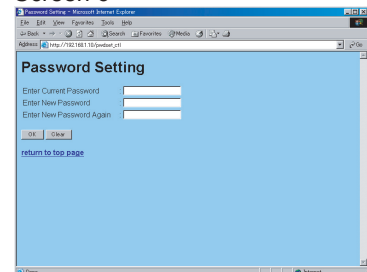 Password Setting - Microsoft Internet Explorer
File Edit View Favorites Tools Help
Back Search Favorites Media
Address http://192.168.1.10/pwdset_ctl Go
Password Setting
Enter Current Password :
Enter New Password :
Enter New Password Again :
OK Clear
return to top page
Done Internet